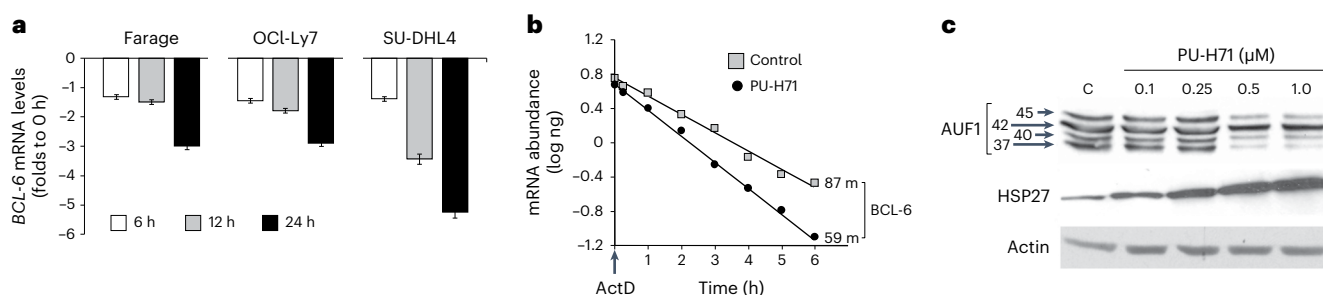 a
Farage
OCl-Ly7
SU-DHL4
BCL-6 mRNA levels
(folds to 0 h)
0
–1
–2
–3
–4
–5
–6
6 h
12 h
24 h
b
mRNA abundance
(log ng)
1.2
0.8
0.4
0
–0.4
–0.8
–1.2
Control
PU-H71
87 m
BCL-6
59 m
1 2 3 4 5 6
ActD
Time (h)
c
PU-H71 (μM)
C 0.1 0.25 0.5 1.0
AUF1
45
42
40
37
HSP27
Actin